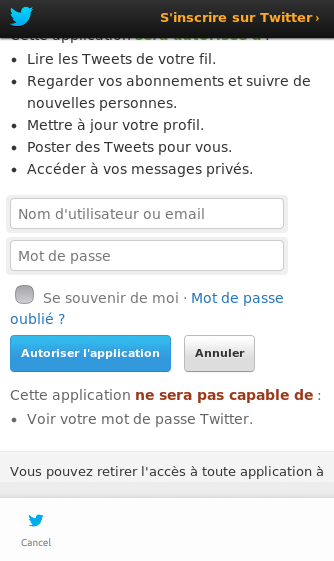 S'inscrire sur Twitter ›
Cette application sera autorisée à :
• Lire les Tweets de votre fil.
• Regarder vos abonnements et suivre de
nouvelles personnes.
• Mettre à jour votre profil.
• Poster des Tweets pour vous.
• Accéder à vos messages privés.
Nom d'utilisateur ou email
Mot de passe
Se souvenir de moi · Mot de passe
oublié ?
Autoriser l'application Annuler
Cette application ne sera pas capable de :
• Voir votre mot de passe Twitter.
Vous pouvez retirer l'accès à toute application à
Cancel